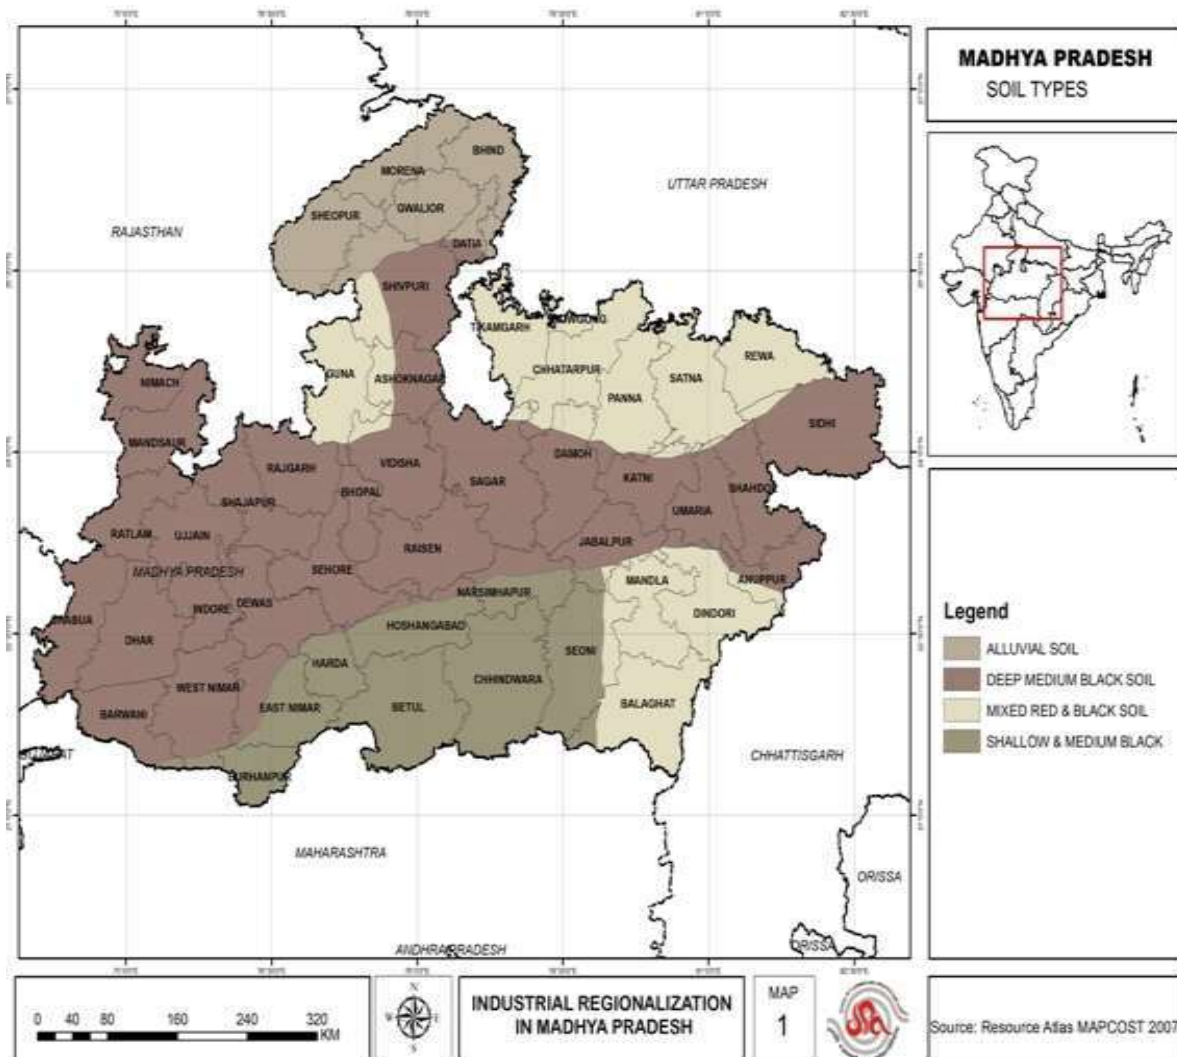 MADHYA PRADESH
SOIL TYPES
BHIND
MORENA
GWALIOR
SHEOPUR
DATIA
UTTAR PRADESH
RAJASTHAN
SHIVPURI
TIKAMGARH
REWA
CHHATARPUR
SATNA
GUNA
ASHOKNAGAR
PANNA
NIMACH
SIDHI
MANDSAUR
DAMOH
VIDISHA
RAJGARH
SAGAR
KATNI
BHOPAL
SHAJAPUR
UMARIA
RATLAM
UJJAIN
JABALPUR
RAISEN
MADHYA PRADESH
SEHORE
MANDLA
ANUPPUR
NARSIMHAPUR
INDORE
DEWAS
DINDORI
HOSHANGABAD
DHAR
SEONI
HARDA
CHHINDWARA
WEST NIMAR
EAST NIMAR
BETUL
BALAGHAT
BARWANI
CHHATTISGARH
MAHARASHTRA
ORISSA
ORISSA
ANDHRA PRADESH
Legend
ALLUVIAL SOIL
DEEP MEDIUM BLACK SOIL
MIXED RED & BLACK SOIL
SHALLOW & MEDIUM BLACK
0 40 80 160 240 320
KM
N
W E
S
INDUSTRIAL REGIONALIZATION
IN MADHYA PRADESH
MAP
1
Source: Resource Atlas MAPCOST 2007